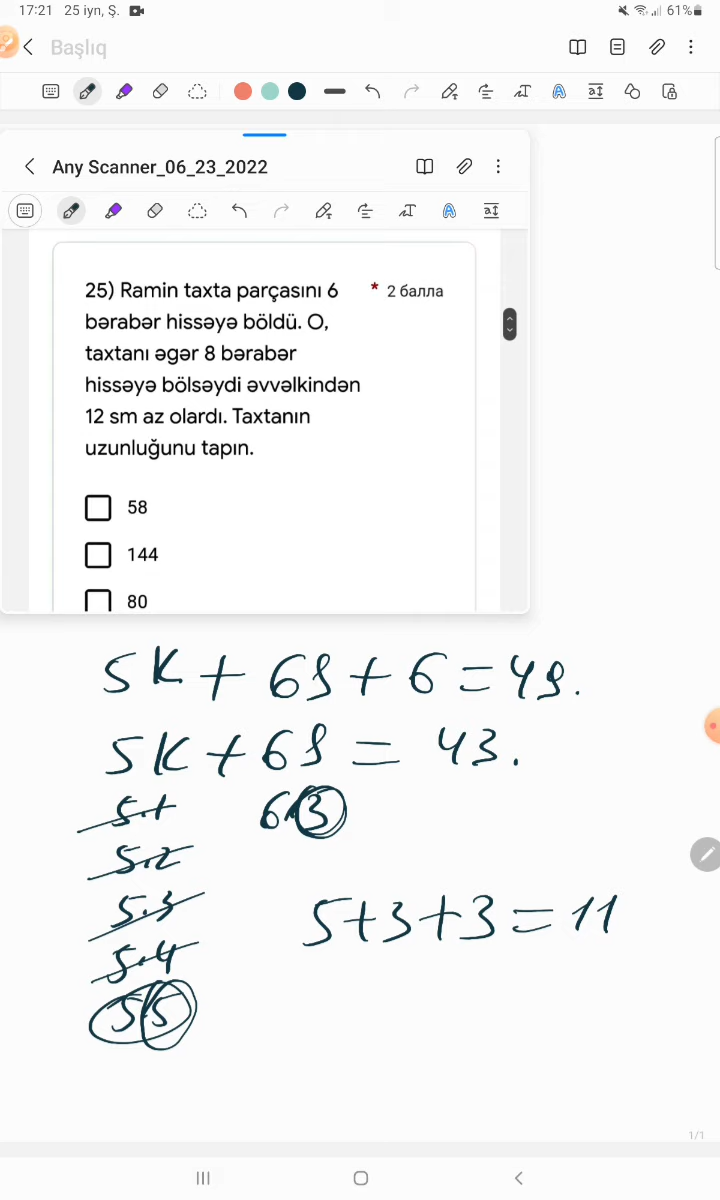 17:21 25 iyn, Ş. 61%
Başlıq
Any Scanner_06_23_2022
25) Ramin taxta parçasını 6 * 2 балла
bərabər hissəyə böldü. O,
taxtanı əgər 8 bərabər
hissəyə bölsəydi əvvəlkindən
12 sm az olardı. Taxtanın
uzunluğunu tapın.
58
144
80
5K + 6S + 6 = 49.
5K + 6S = 43.
5·1 6·3
5·2
5·3 5+3+3=11
5·4
5·5
1/1